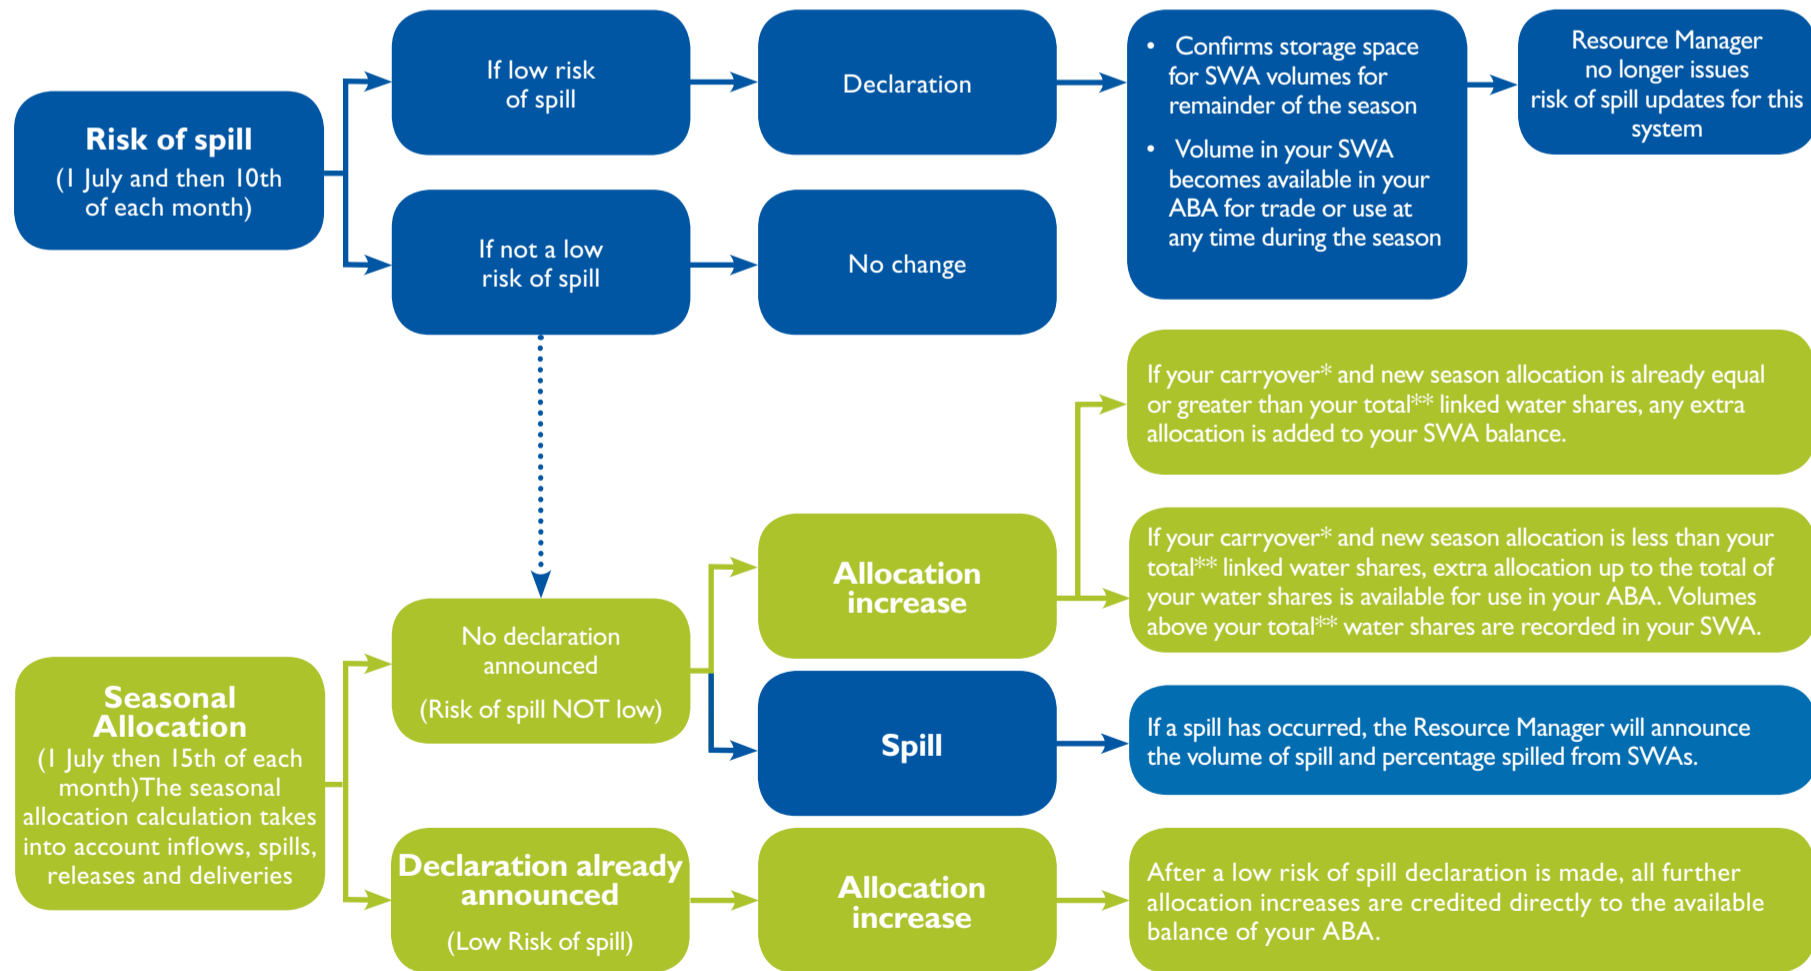 Risk of spill
(1 July and then 10th
of each month)
If low risk
of spill
Declaration
• Confirms storage space
for SWA volumes for
remainder of the season
• Volume in your SWA
becomes available in your
ABA for trade or use at
any time during the season
Resource Manager
no longer issues
risk of spill updates for this
system
If not a low
risk of spill
No change
Seasonal
Allocation
(1 July then 15th of each
month)The seasonal
allocation calculation takes
into account inflows, spills,
releases and deliveries
No declaration
announced
(Risk of spill NOT low)
Allocation
increase
If your carryover* and new season allocation is already equal
or greater than your total** linked water shares, any extra
allocation is added to your SWA balance.
If your carryover* and new season allocation is less than your
total** linked water shares, extra allocation up to the total of
your water shares is available for use in your ABA. Volumes
above your total** water shares are recorded in your SWA.
Spill
If a spill has occurred, the Resource Manager will announce
the volume of spill and percentage spilled from SWAs.
Declaration already
announced
(Low Risk of spill)
Allocation
increase
After a low risk of spill declaration is made, all further
allocation increases are credited directly to the available
balance of your ABA.